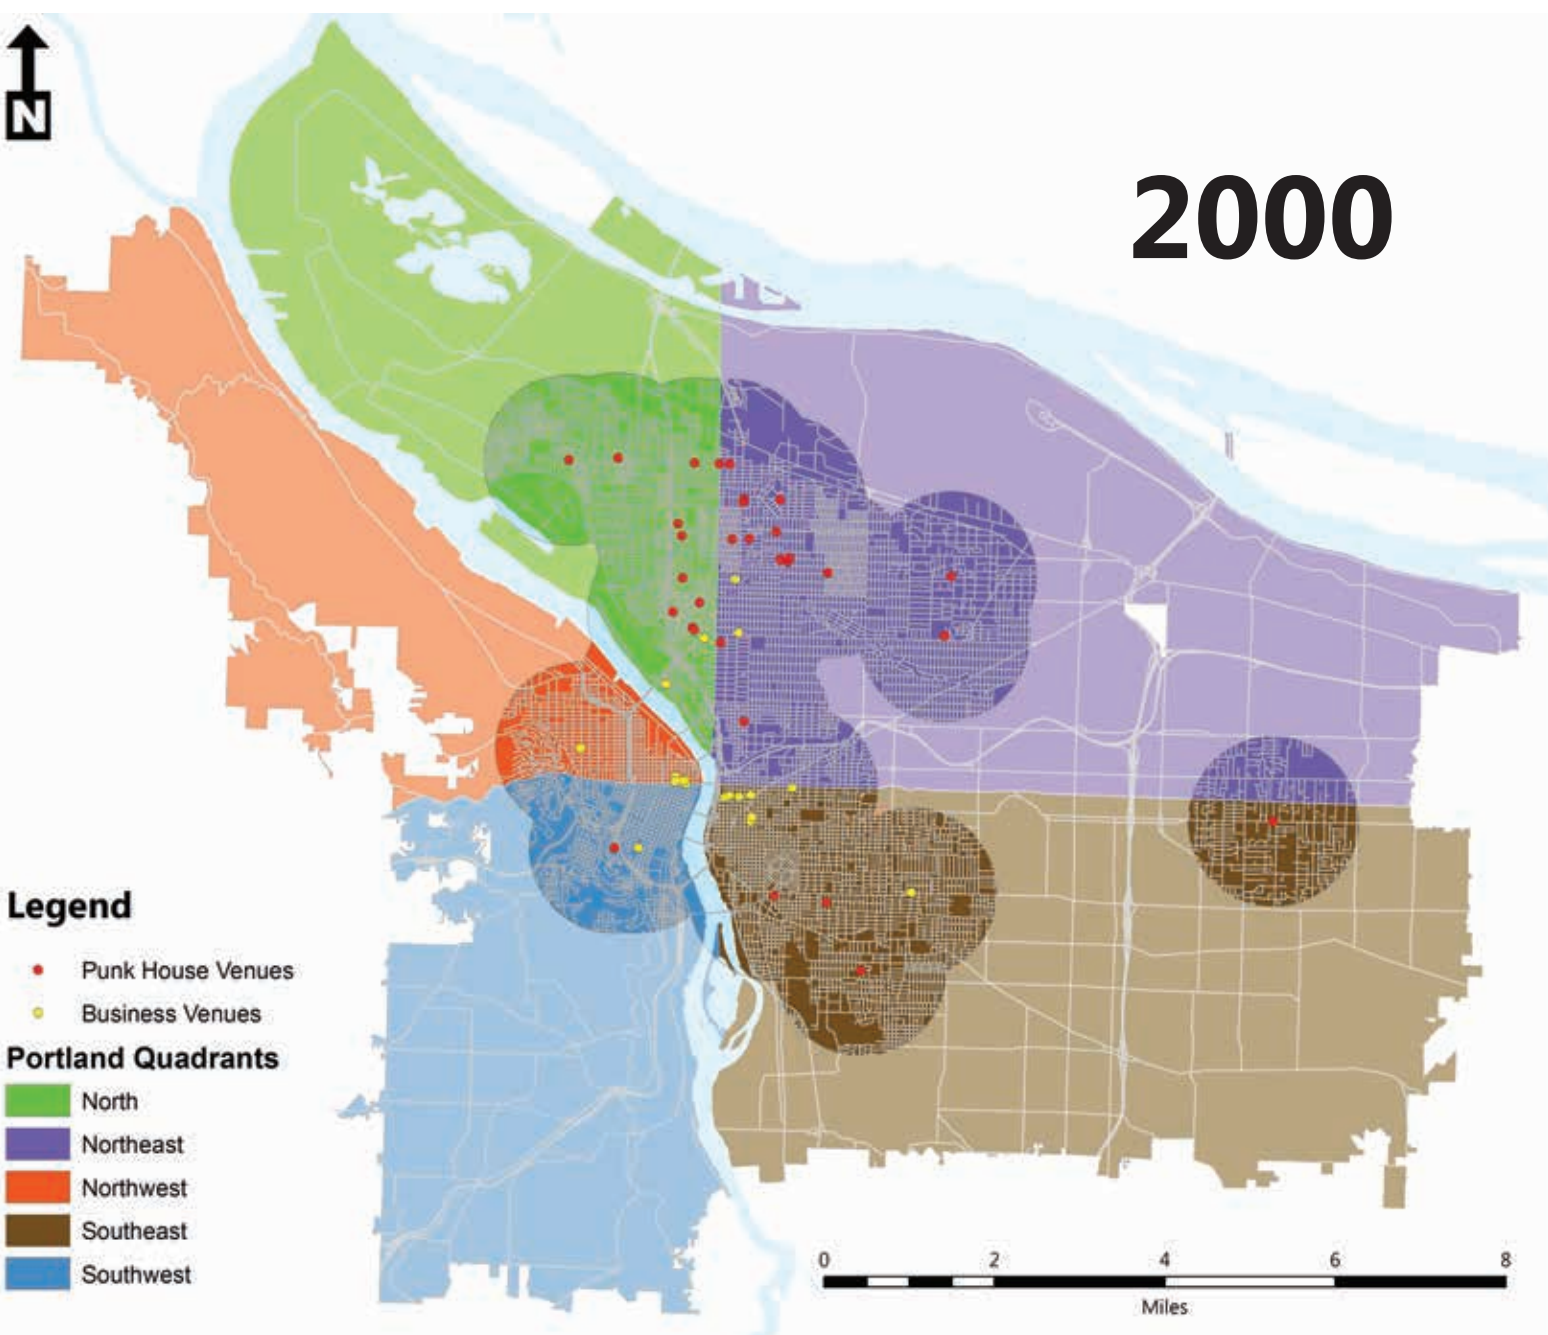 N
2000
Legend
Punk House Venues
Business Venues
Portland Quadrants
North
Northeast
Northwest
Southeast
Southwest
0 2 4 6 8
Miles